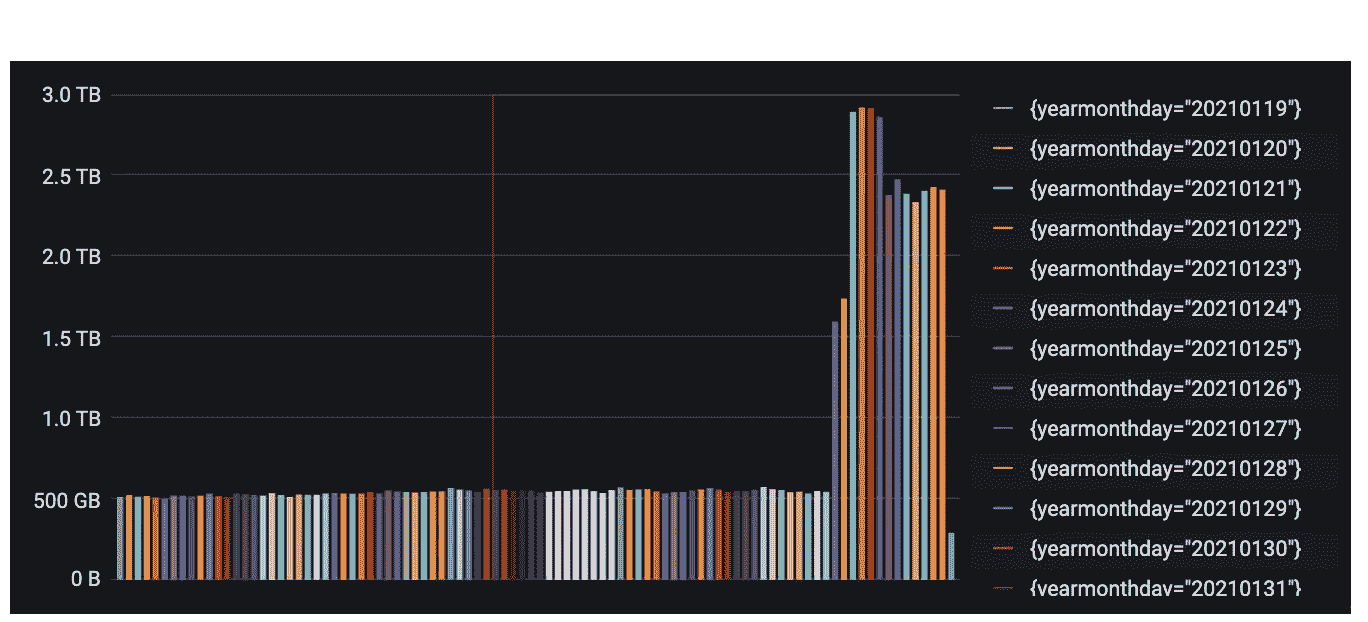 3.0 TB
2.5 TB
2.0 TB
1.5 TB
1.0 TB
500 GB
0 B
{yearmonthday="20210119"}
{yearmonthday="20210120"}
{yearmonthday="20210121"}
{yearmonthday="20210122"}
{yearmonthday="20210123"}
{yearmonthday="20210124"}
{yearmonthday="20210125"}
{yearmonthday="20210126"}
{yearmonthday="20210127"}
{yearmonthday="20210128"}
{yearmonthday="20210129"}
{yearmonthday="20210130"}
{yearmonthday="20210131"}